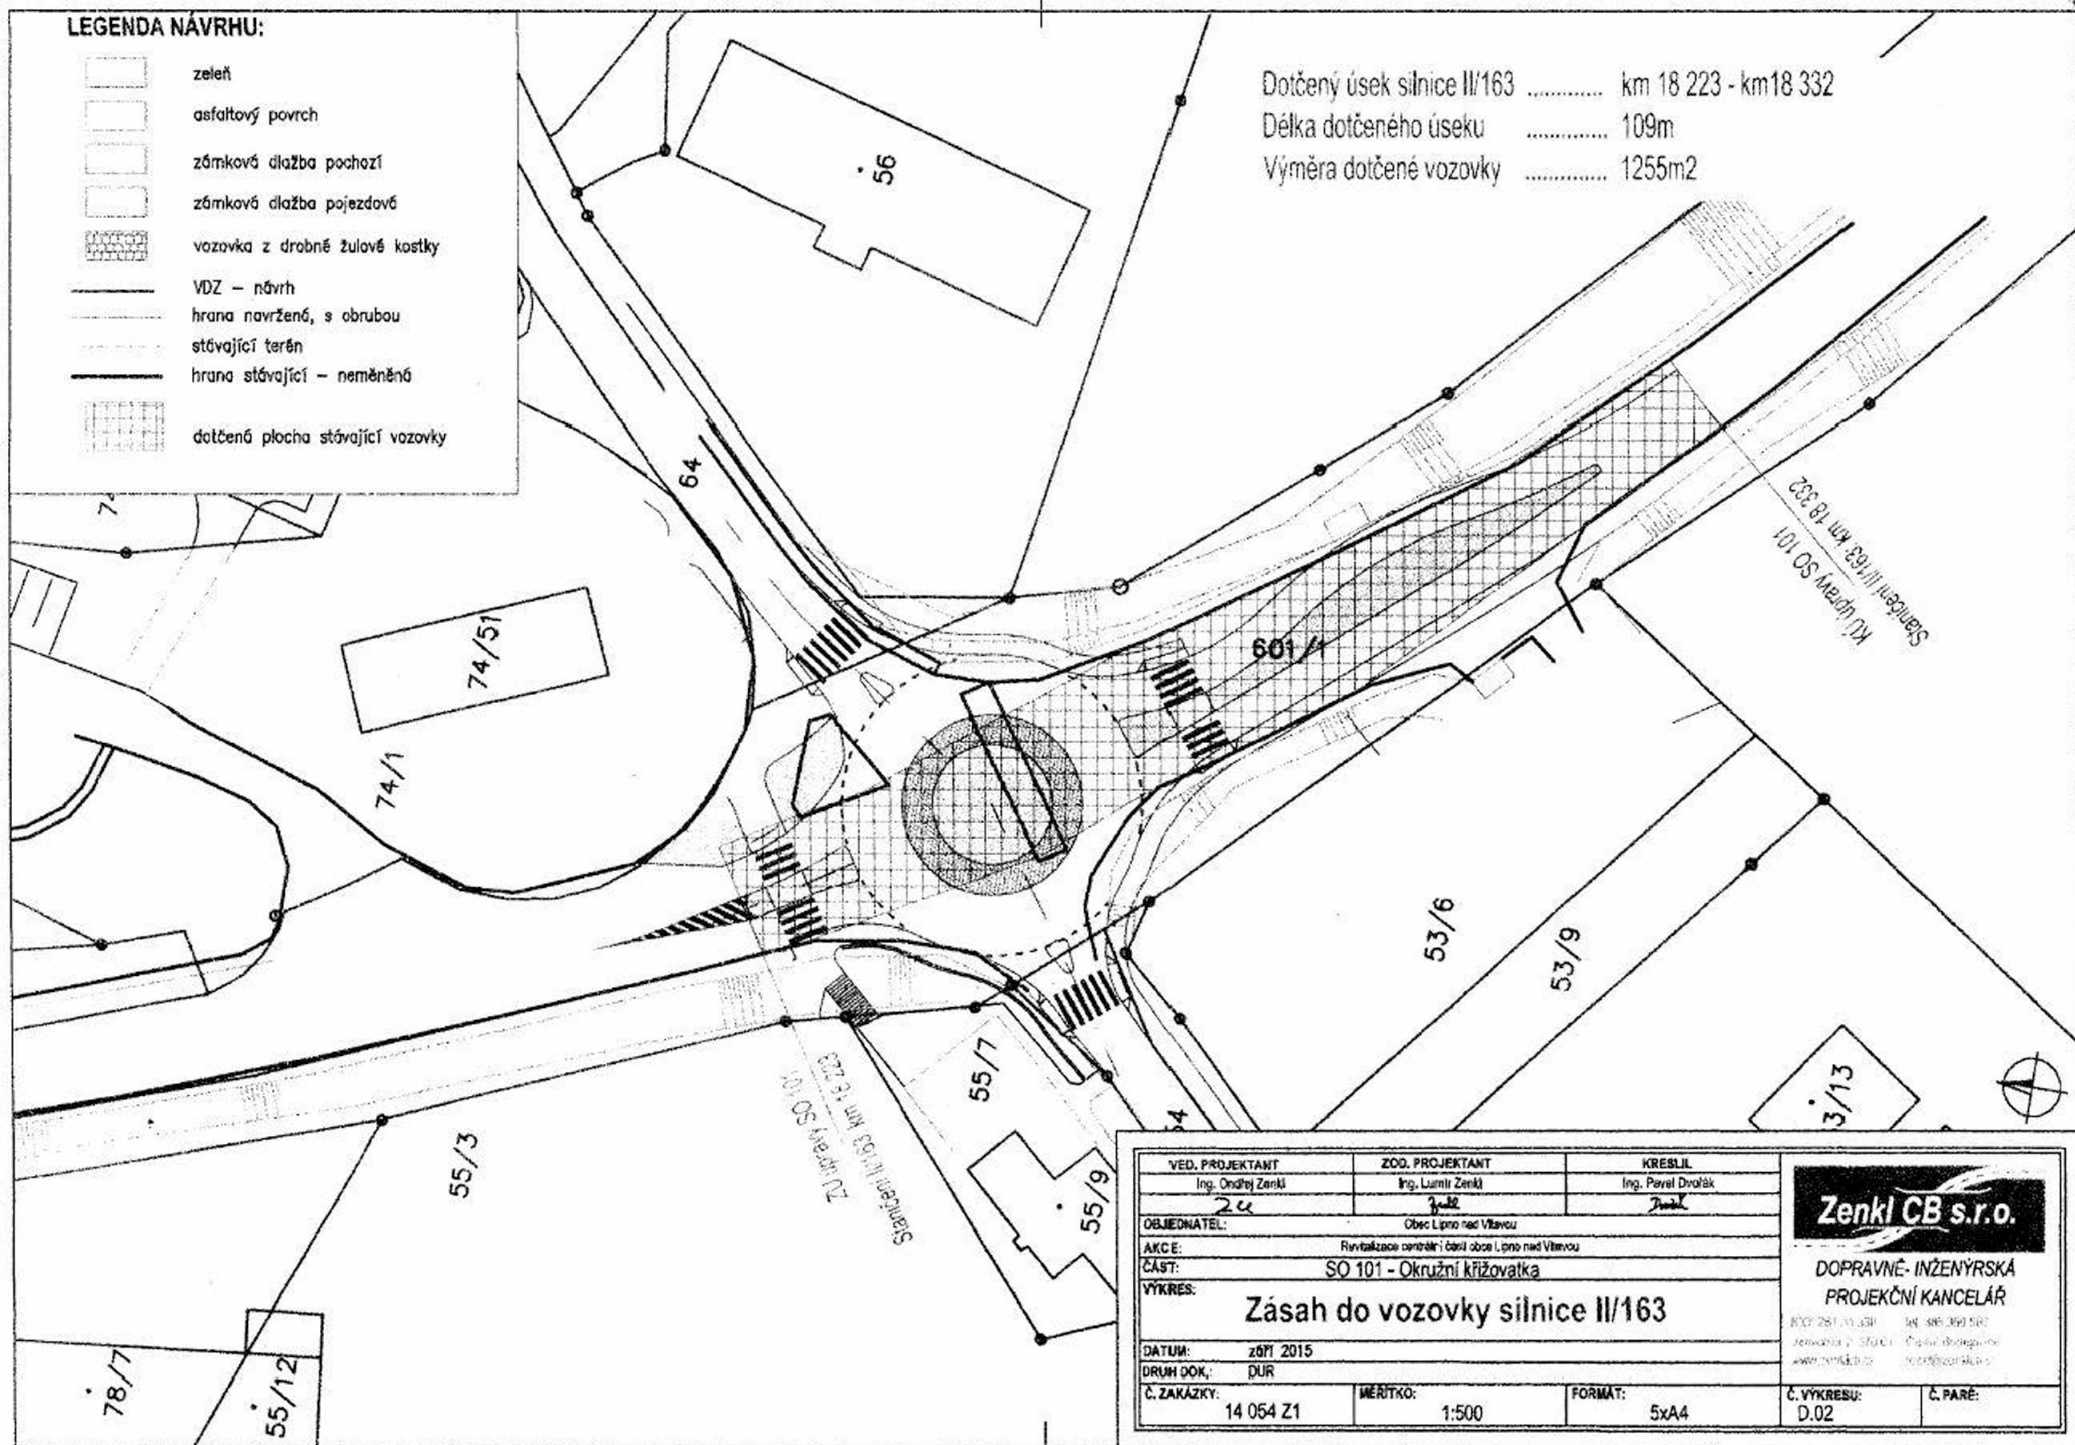 LEGENDA NÁVRHU:
zeleň
asfaltový povrch
zámková dlažba pochozí
zámková dlažba pojezdová
vozovka z drobné žulové kostky
VDZ – návrh
hrana navržená, s obrubou
stávající terén
hrana stávající – neměněná
dotčená plocha stávající vozovky
Dotčený úsek silnice II/163 ............ km 18 223 - km18 332
Délka dotčeného úseku .............. 109m
Výměra dotčené vozovky .............. 1255m2
56
64
74/51
74/1
601/1
KÚ úpravy SO 101
Staničení II/163 km 18 332
ZÚ úpravy SO 101
Staničení II/163 km 18 223
53/6
53/9
3/13
55/7
55/9
54
55/3
78/7
55/12
VED. PROJEKTANT
ZOD. PROJEKTANT
KRESLIL
Ing. Ondřej Zenkl
Ing. Lumír Zenkl
Ing. Pavel Dvořák
OBJEDNATEL: Obec Lipno nad Vltavou
AKCE: Revitalizace centrální části obce Lipno nad Vltavou
ČÁST: SO 101 - Okružní křižovatka
VÝKRES:
Zásah do vozovky silnice II/163
DATUM: září 2015
DRUH DOK.: DUR
Č. ZAKÁZKY: 14 054 Z1
MĚŘÍTKO: 1:500
FORMÁT: 5xA4
Zenkl CB s.r.o.
DOPRAVNĚ- INŽENÝRSKÁ
PROJEKČNÍ KANCELÁŘ
Č. VÝKRESU: D.02
Č. PARÉ: